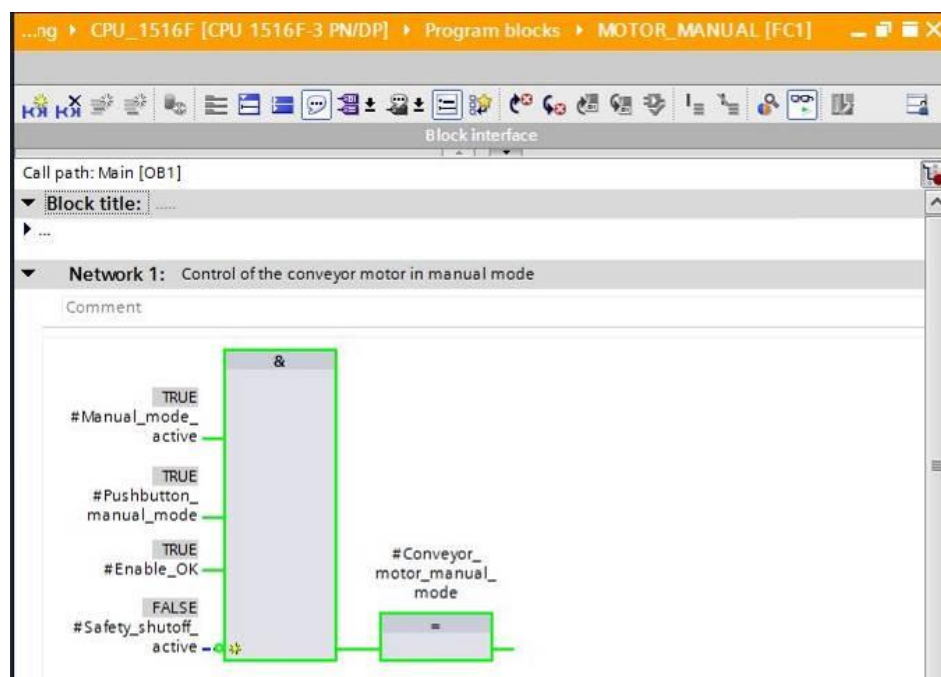 ...ng ▸ CPU_1516F [CPU 1516F-3 PN/DP] ▸ Program blocks ▸ MOTOR_MANUAL [FC1]
Block interface
Call path: Main [OB1]
Block title: .....
...
Network 1: Control of the conveyor motor in manual mode
Comment
&
TRUE
#Manual_mode_
active
TRUE
#Pushbutton_
manual_mode
TRUE
#Enable_OK
FALSE
#Safety_shutoff_
active
#Conveyor_
motor_manual_
mode
=